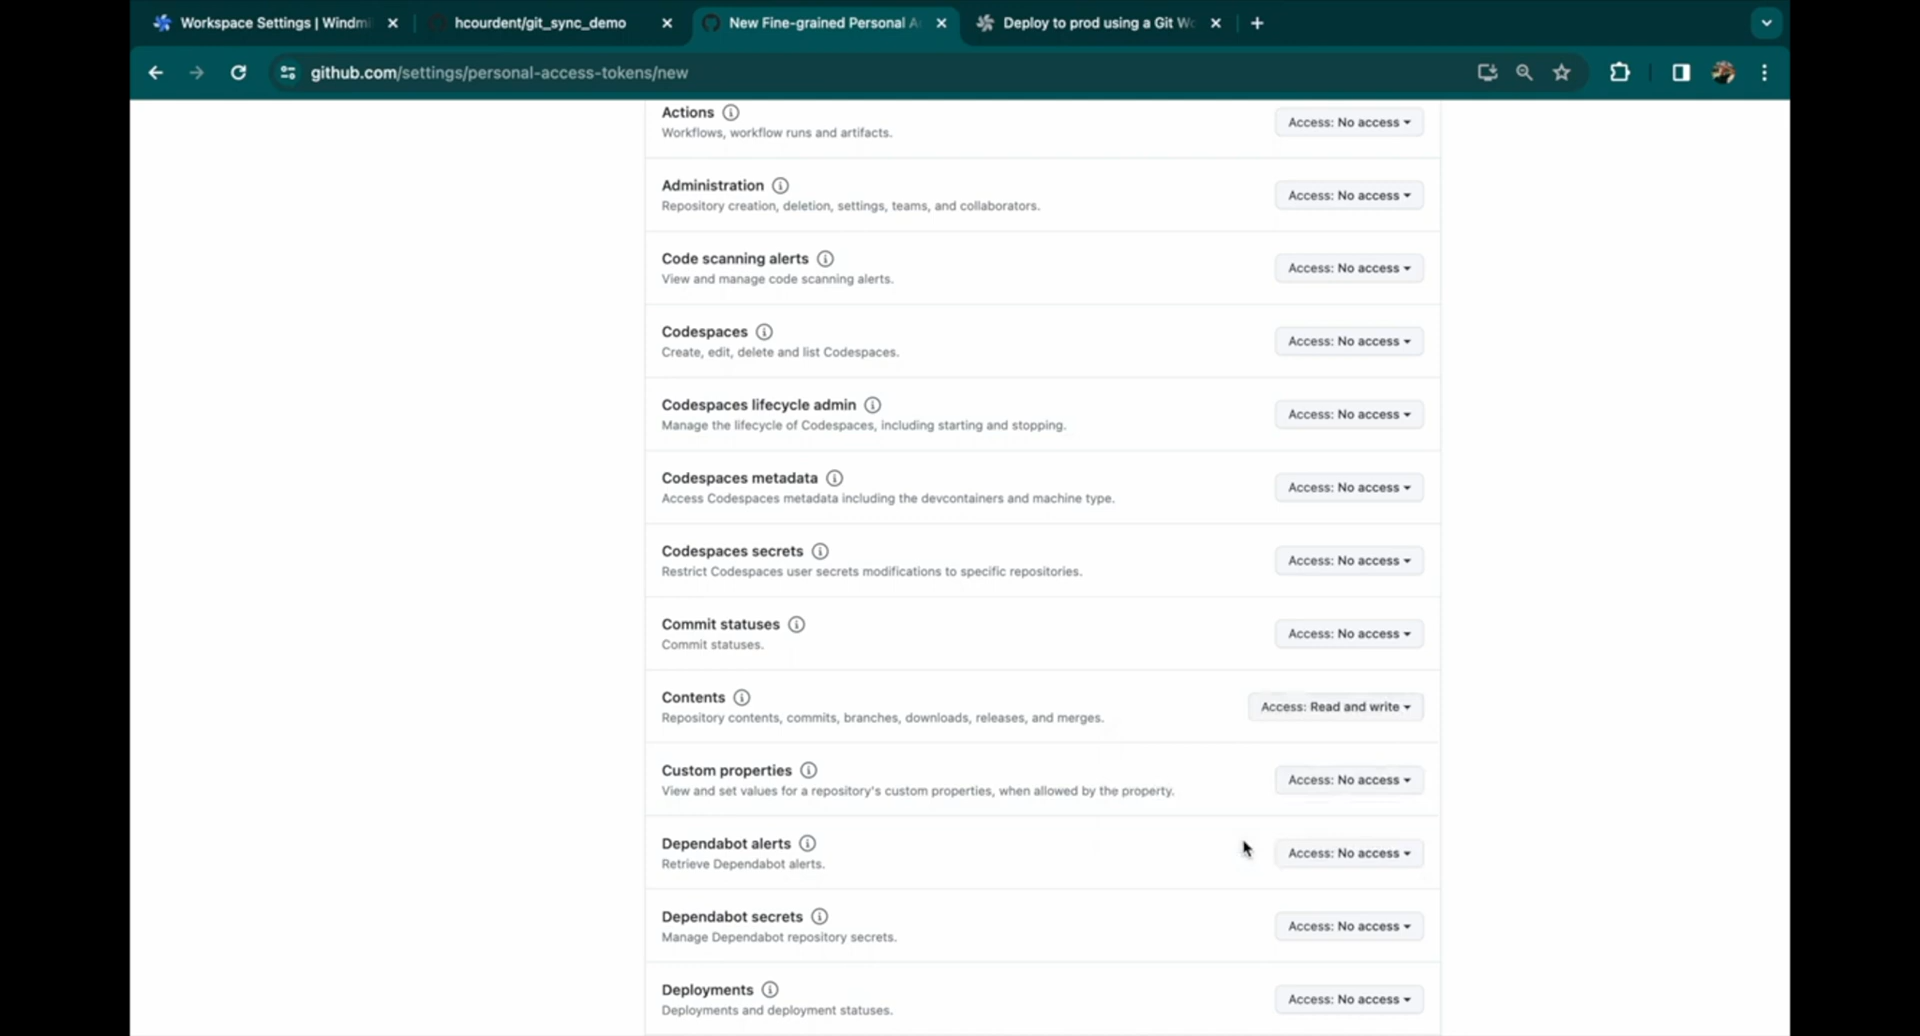 Workspace Settings | Windmi
hcourdent/git_sync_demo
New Fine-grained Personal A
Deploy to prod using a Git Wo
github.com/settings/personal-access-tokens/new
Actions
Access: No access
Workflows, workflow runs and artifacts.
Administration
Access: No access
Repository creation, deletion, settings, teams, and collaborators.
Code scanning alerts
Access: No access
View and manage code scanning alerts.
Codespaces
Access: No access
Create, edit, delete and list Codespaces.
Codespaces lifecycle admin
Access: No access
Manage the lifecycle of Codespaces, including starting and stopping.
Codespaces metadata
Access: No access
Access Codespaces metadata including the devcontainers and machine type.
Codespaces secrets
Access: No access
Restrict Codespaces user secrets modifications to specific repositories.
Commit statuses
Access: No access
Commit statuses.
Contents
Access: Read and write
Repository contents, commits, branches, downloads, releases, and merges.
Custom properties
Access: No access
View and set values for a repository's custom properties, when allowed by the property.
Dependabot alerts
Access: No access
Retrieve Dependabot alerts.
Dependabot secrets
Access: No access
Manage Dependabot repository secrets.
Deployments
Access: No access
Deployments and deployment statuses.